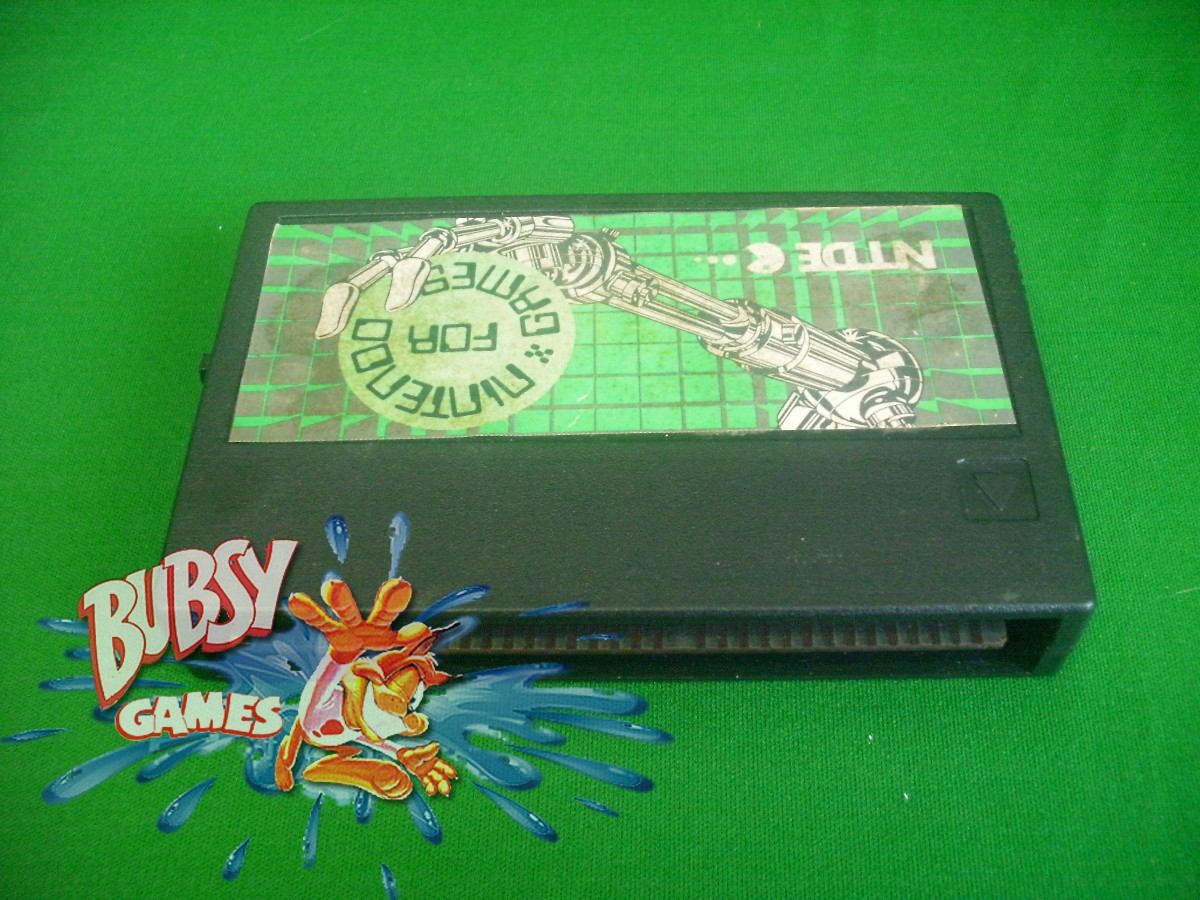 NTDEC...
NINTENDO
FOR
GAMES
BUBSY
GAMES